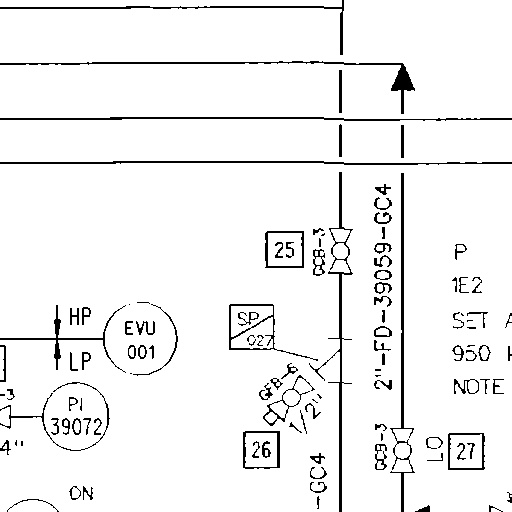 2"-FD-39059-GC4
25
GCB-3
P
1E2
SET A
950
NOTE
HP
LP
EVU
001
SP
027
PI
39072
-3
4"
GFB-6
1/2"
26
GCB-3
LO
27
-GC4
ON